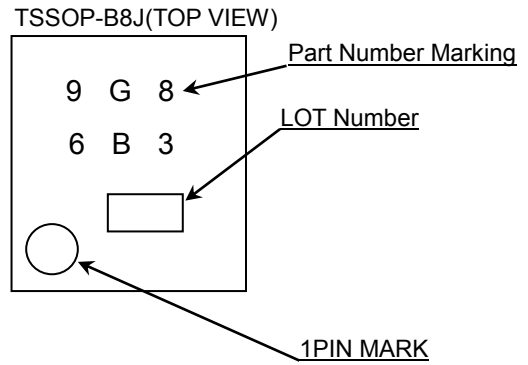 TSSOP-B8J(TOP VIEW)
Part Number Marking
9 G 8
LOT Number
6 B 3
1PIN MARK